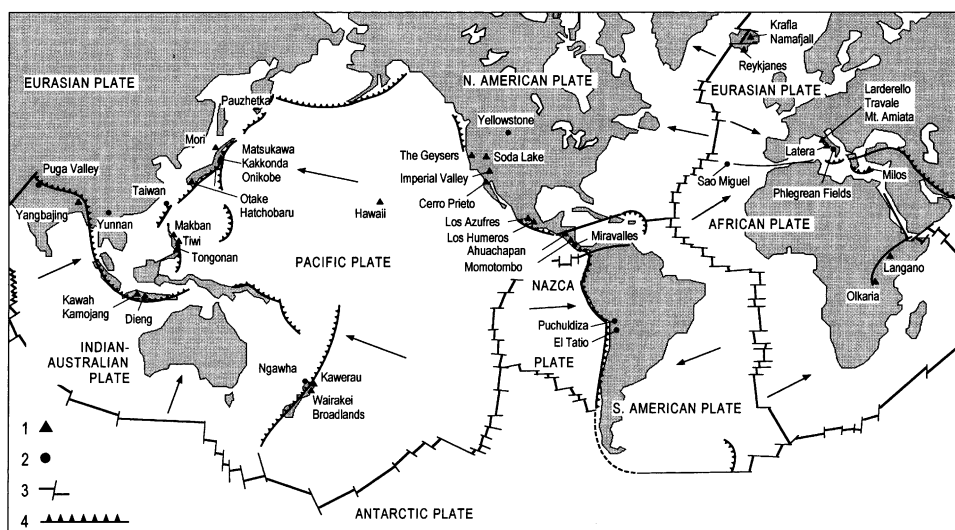 Krafla
Namafjall
Reykjanes
EURASIAN PLATE
N. AMERICAN PLATE
EURASIAN PLATE
Larderello
Travale
Mt. Amiata
Pauzhetka
Yellowstone
Mori
Matsukawa
Kakkonda
Onikobe
The Geysers
Soda Lake
Latera
Puga Valley
Imperial Valley
Sao Miguel
Milos
Taiwan
Otake
Hatchobaru
Cerro Prieto
Phlegrean Fields
Yangbajing
Yunnan
Makban
Hawaii
Los Azufres
AFRICAN PLATE
Tiwi
Los Humeros
Ahuachapan
Miravalles
Tongonan
PACIFIC PLATE
Momotombo
Langano
Kawah
Kamojang
Dieng
NAZCA
Olkaria
Puchuldiza
El Tatio
INDIAN-
AUSTRALIAN
PLATE
PLATE
Ngawha
Kawerau
Wairakei
Broadlands
S. AMERICAN PLATE
1
2
3
4
ANTARCTIC PLATE